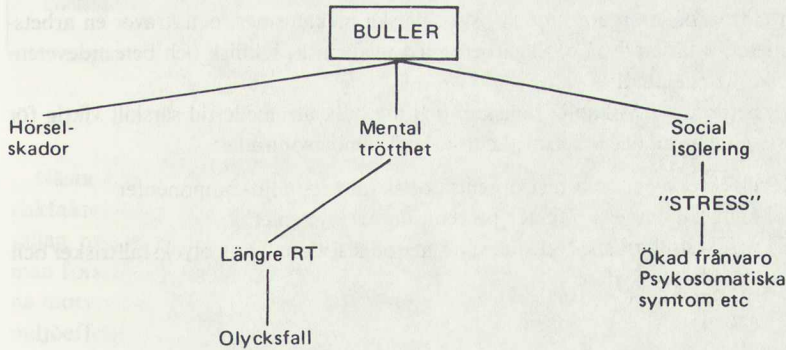 BULLER
Hörsel-
skador
Mental
trötthet
Social
isolering
"STRESS"
Längre RT
Ökad frånvaro
Psykosomatiska
symtom etc
Olycksfall